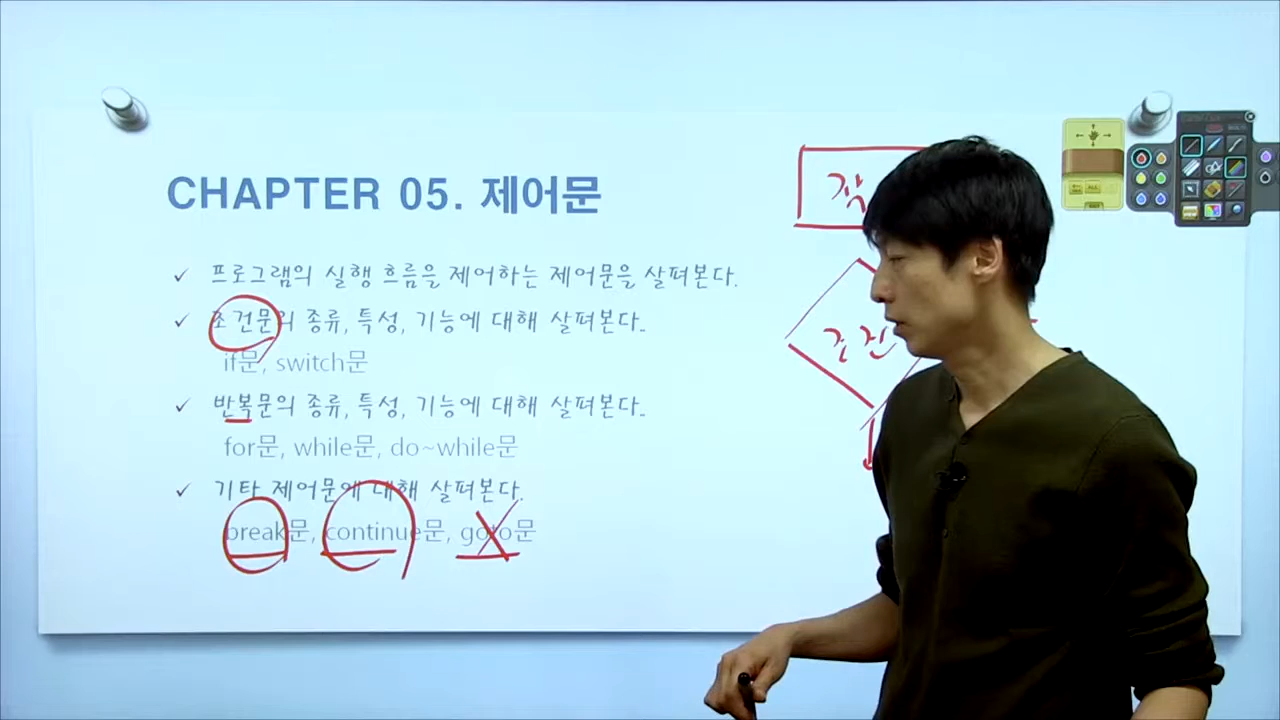 CHAPTER 05. 제어문
✓ 프로그램의 실행 흐름을 제어하는 제어문을 살펴본다.
✓ 조건문의 종류, 특성, 기능에 대해 살펴본다.
if문, switch문
✓ 반복문의 종류, 특성, 기능에 대해 살펴본다.
for문, while문, do~while문
✓ 기타 제어문에 대해 살펴본다.
break문, continue문, goto문
조건